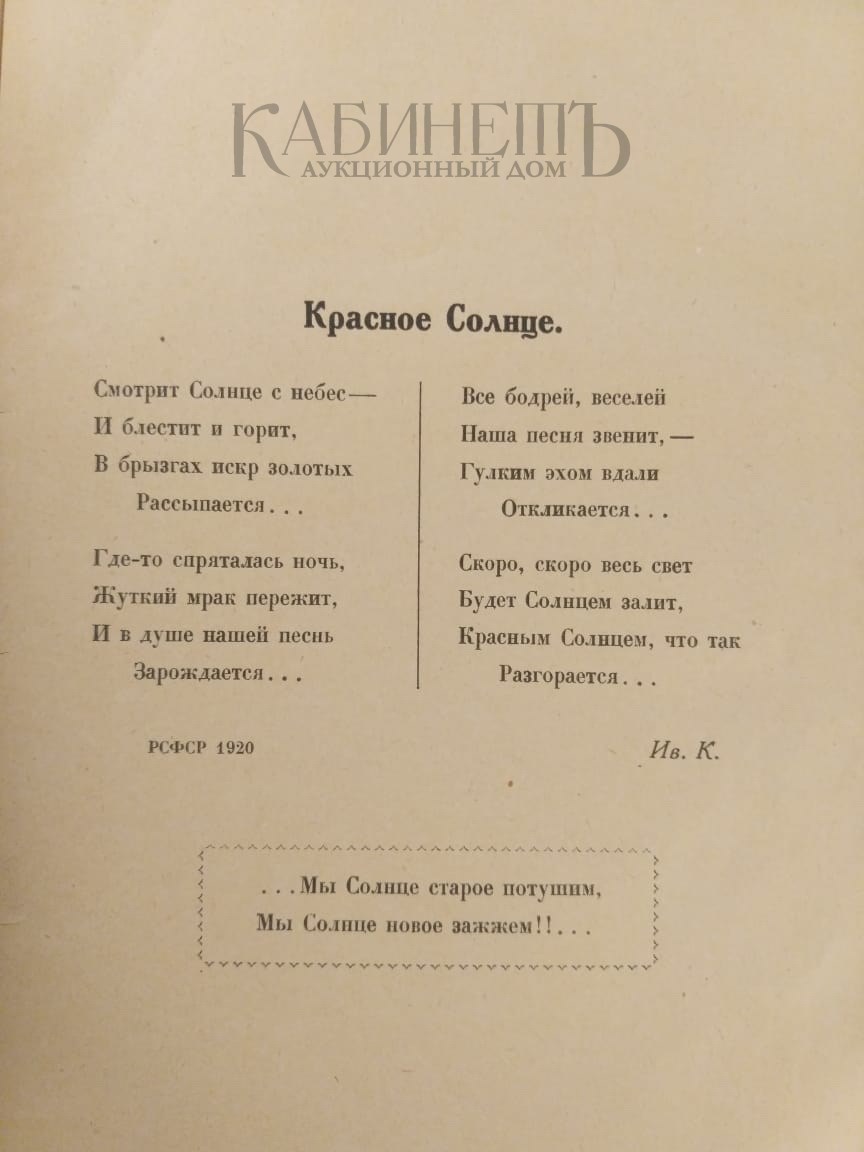 КАБИНЕТЪ
АУКЦИОННЫЙ ДОМ
Красное Солнце.
Смотрит Солнце с небес—
И блестит и горит,
В брызгах искр золотых
Рассыпается...
Где-то спряталась ночь,
Жуткий мрак пережит,
И в душе нашей песнь
Зарождается...
Все бодрей, веселей
Наша песня звенит,—
Гулким эхом вдали
Откликается...
Скоро, скоро весь свет
Будет Солнцем залит,
Красным Солнцем, что так
Разгорается...
РСФСР 1920
Ив. К.
...Мы Солнце старое потушим,
Мы Солнце новое зажжем!!...